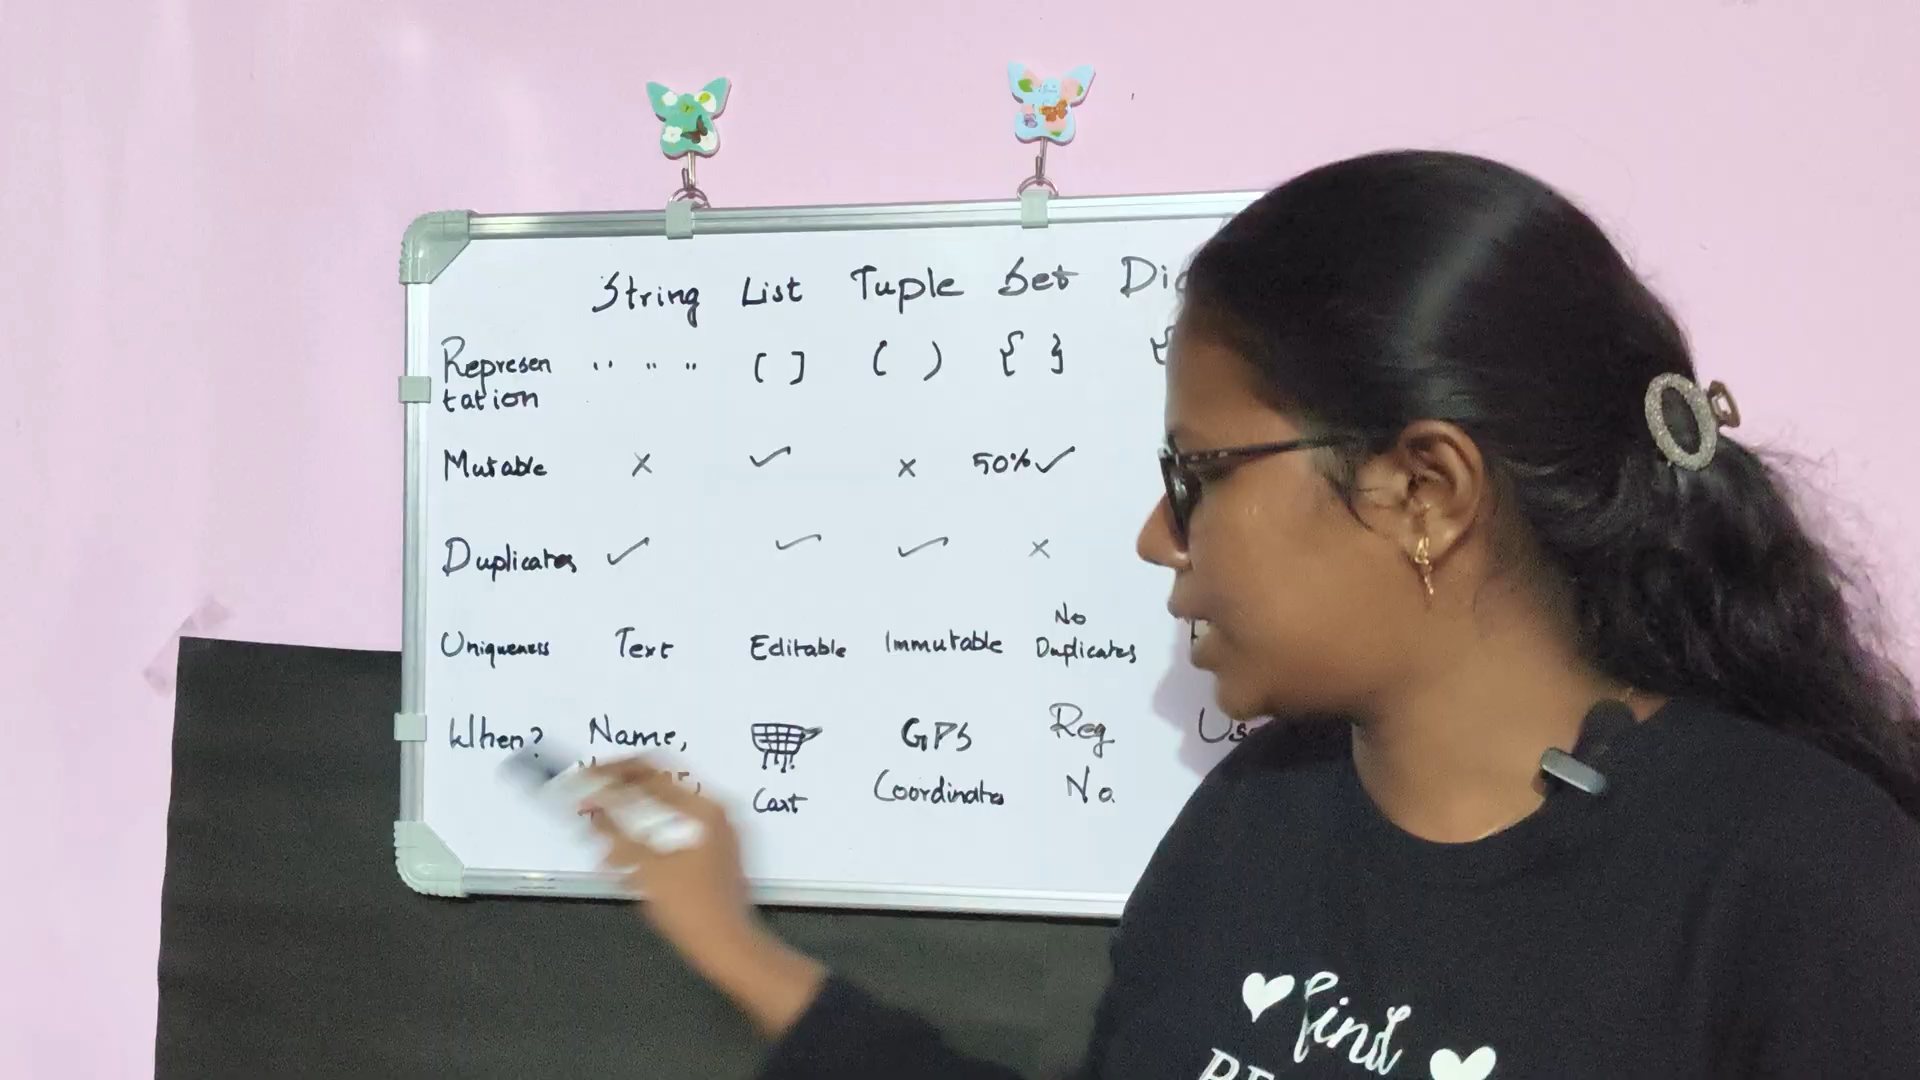 String List Tuple Set
Represen
tation .. " " [ ] ( ) { } {
Mutable × ✓ × 50% ✓
Duplicates ✓ ✓ ✓ ×
Uniqueness Text Editable Immutable No
Duplicates
When? Name, GPS Reg
Cart Coordinates No.
find